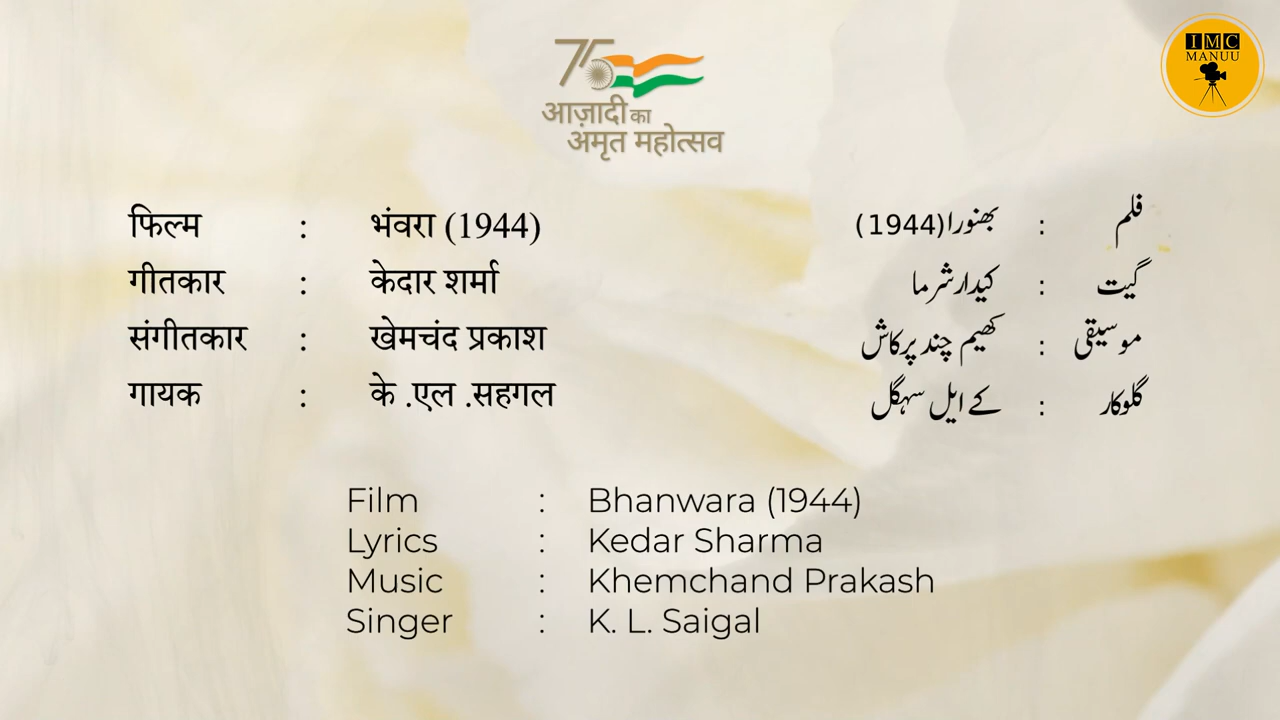 75
आज़ादी का
अमृत महोत्सव
IMC
MANUU
फिल्म : भंवरा (1944)
गीतकार : केदार शर्मा
संगीतकार : खेमचंद प्रकाश
गायक : के .एल .सहगल
فلم : بھنورا(1944)
گیت : کیدارشرما
موسیقی : کھیم چند پرکاش
گلوکار : کے ایل سہگل
Film : Bhanwara (1944)
Lyrics : Kedar Sharma
Music : Khemchand Prakash
Singer : K. L. Saigal